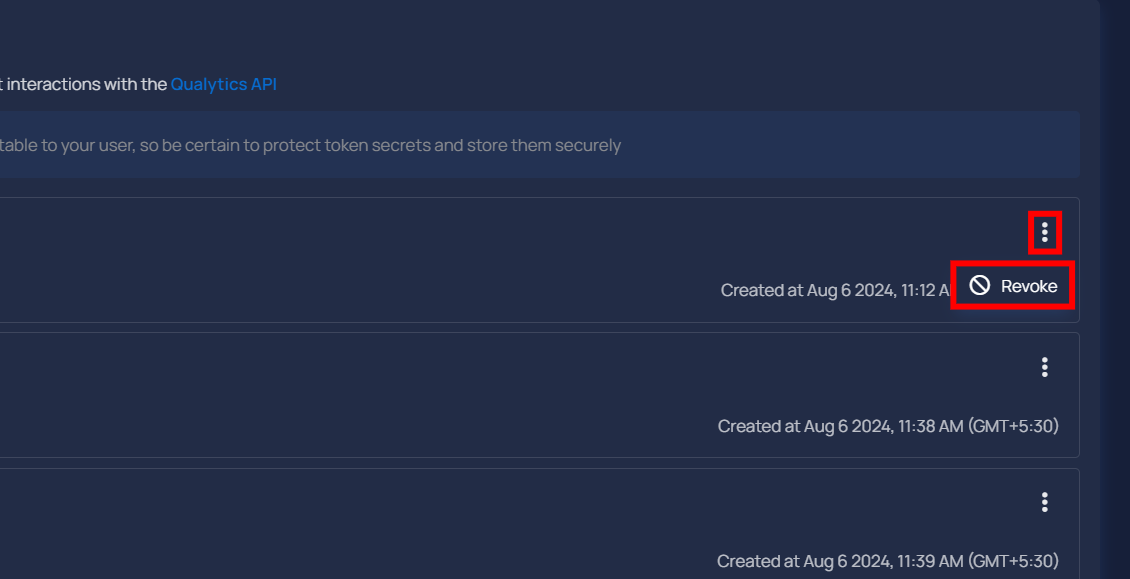 interactions with the Qualytics API
table to your user, so be certain to protect token secrets and store them securely
Created at Aug 6 2024, 11:12 A
Revoke
Created at Aug 6 2024, 11:38 AM (GMT+5:30)
Created at Aug 6 2024, 11:39 AM (GMT+5:30)